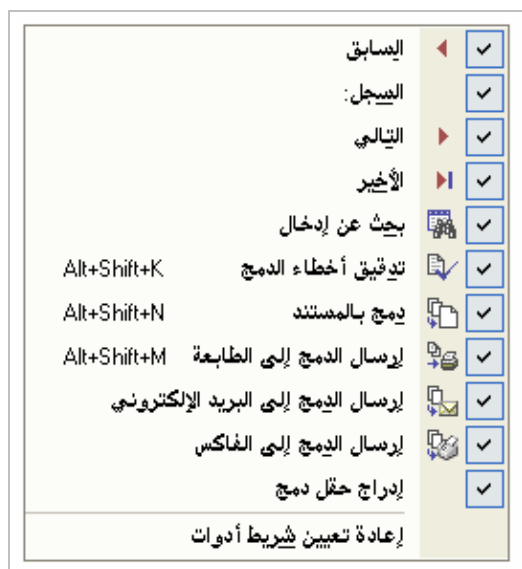 السابق
السجل:
التالي
الأخير
بحث عن إدخال
تدقيق أخطاء الدمج Alt+Shift+K
دمج بالمستند Alt+Shift+N
إرسال الدمج إلى الطابعة Alt+Shift+M
إرسال الدمج إلى البريد الإلكتروني
إرسال الدمج إلى الفاكس
إدراج حقل دمج
إعادة تعيين شريط أدوات